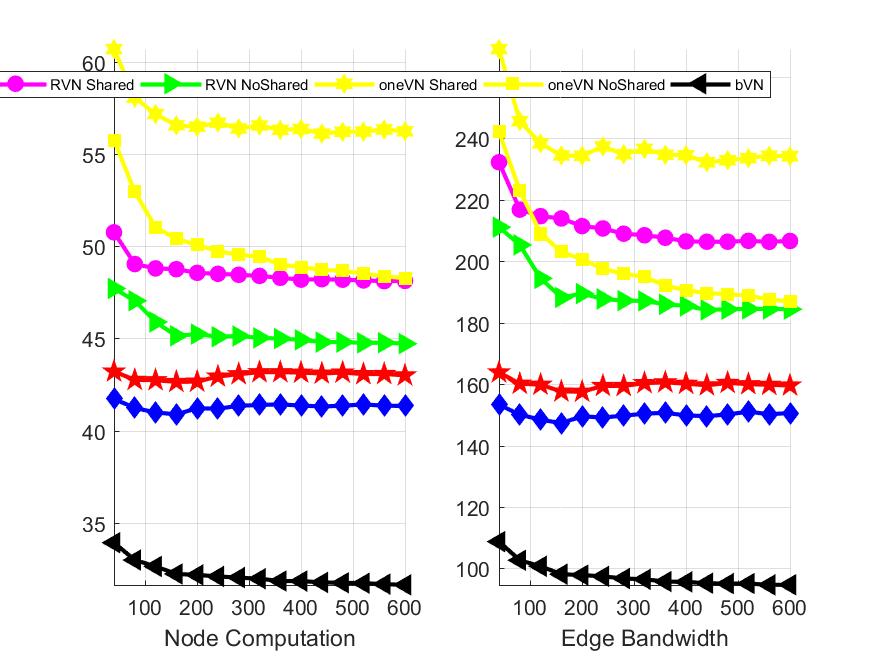 RVN Shared RVN NoShared oneVN Shared oneVN NoShared bVN
60
55
50
45
40
35
100 200 300 400 500 600
Node Computation
240
220
200
180
160
140
120
100
100 200 300 400 500 600
Edge Bandwidth